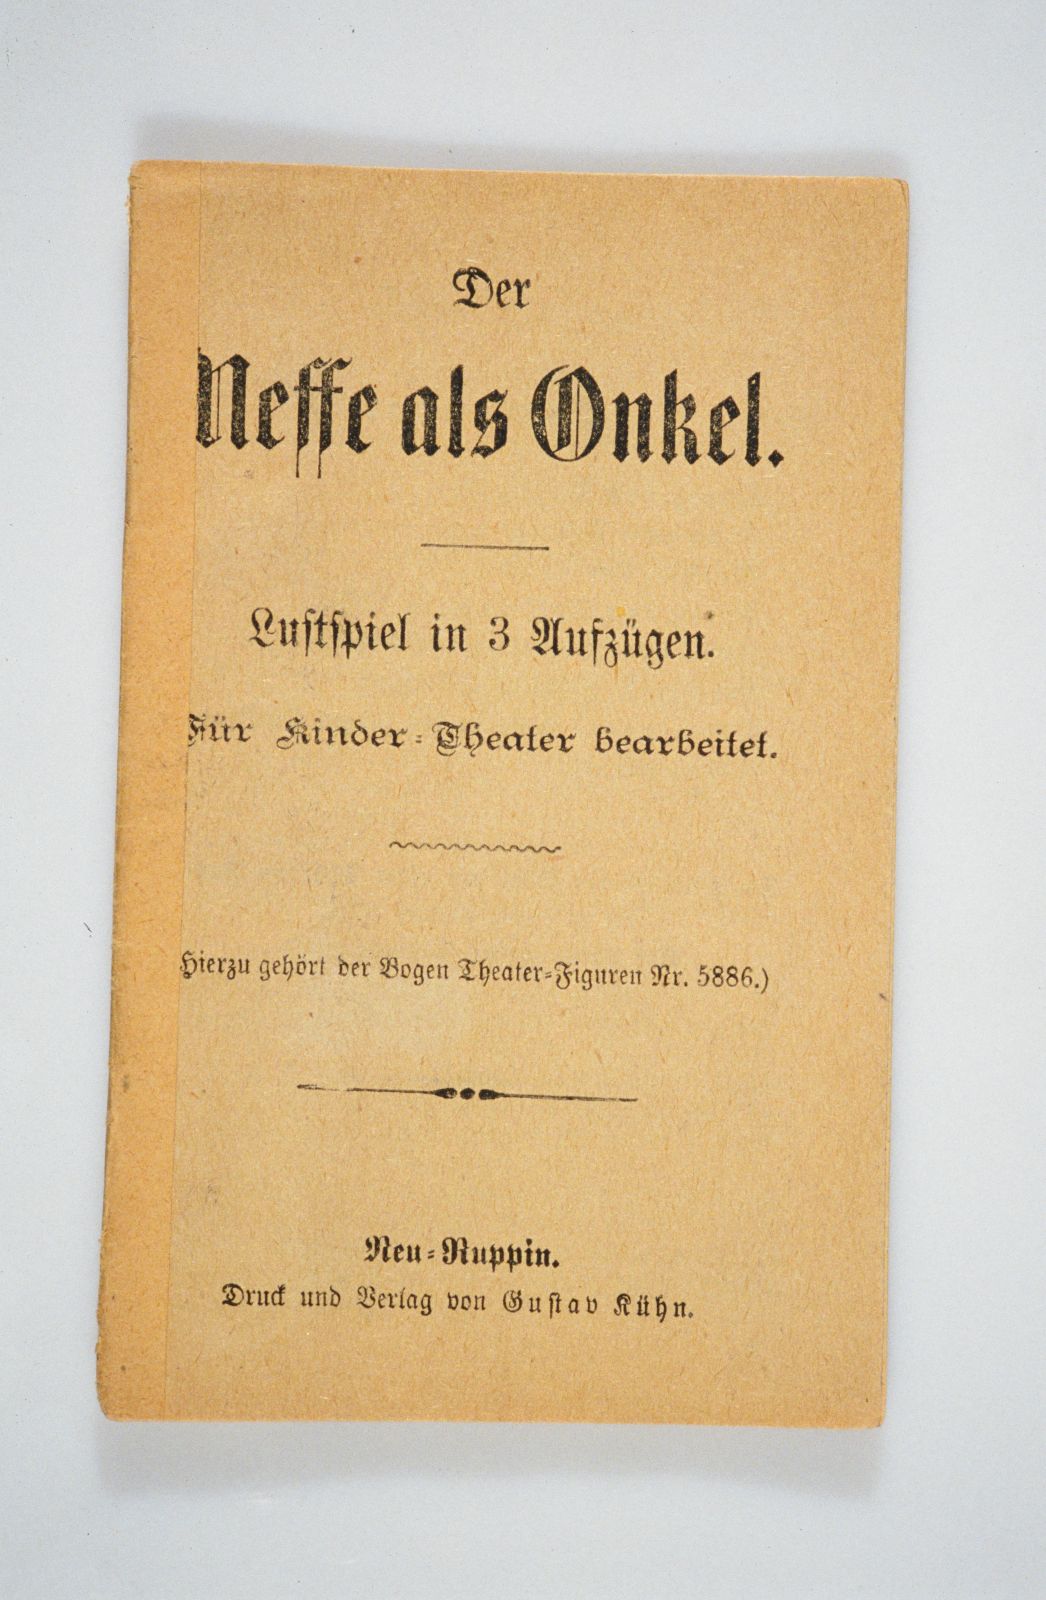 Der
Neffe als Onkel.
Lustspiel in 3 Aufzügen.
Für Kinder-Theater bearbeitet.
Hierzu gehört der Bogen Theater-Figuren Nr. 5886.)
Neu-Ruppin.
Druck und Verlag von Gustav Kühn.